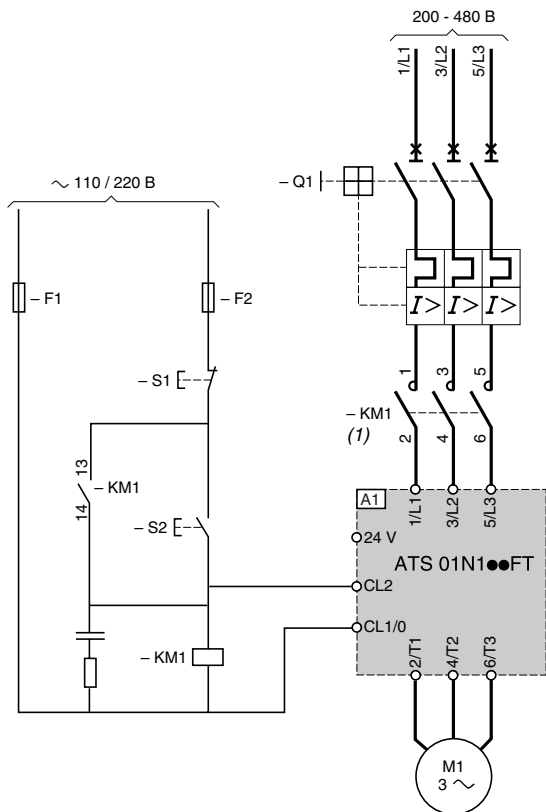 200 - 480 В
1/L1
3/L2
5/L3
– Q1
~ 110 / 220 В
– F1
– F2
I >
I >
I >
– S1
1
3
5
– KM1
(1)
2
4
6
13
14
– KM1
– S2
A1
1/L1
3/L2
5/L3
24 V
ATS 01N1●●FT
CL2
CL1/0
– KM1
2/T1
4/T2
6/T3
M1
3 ~